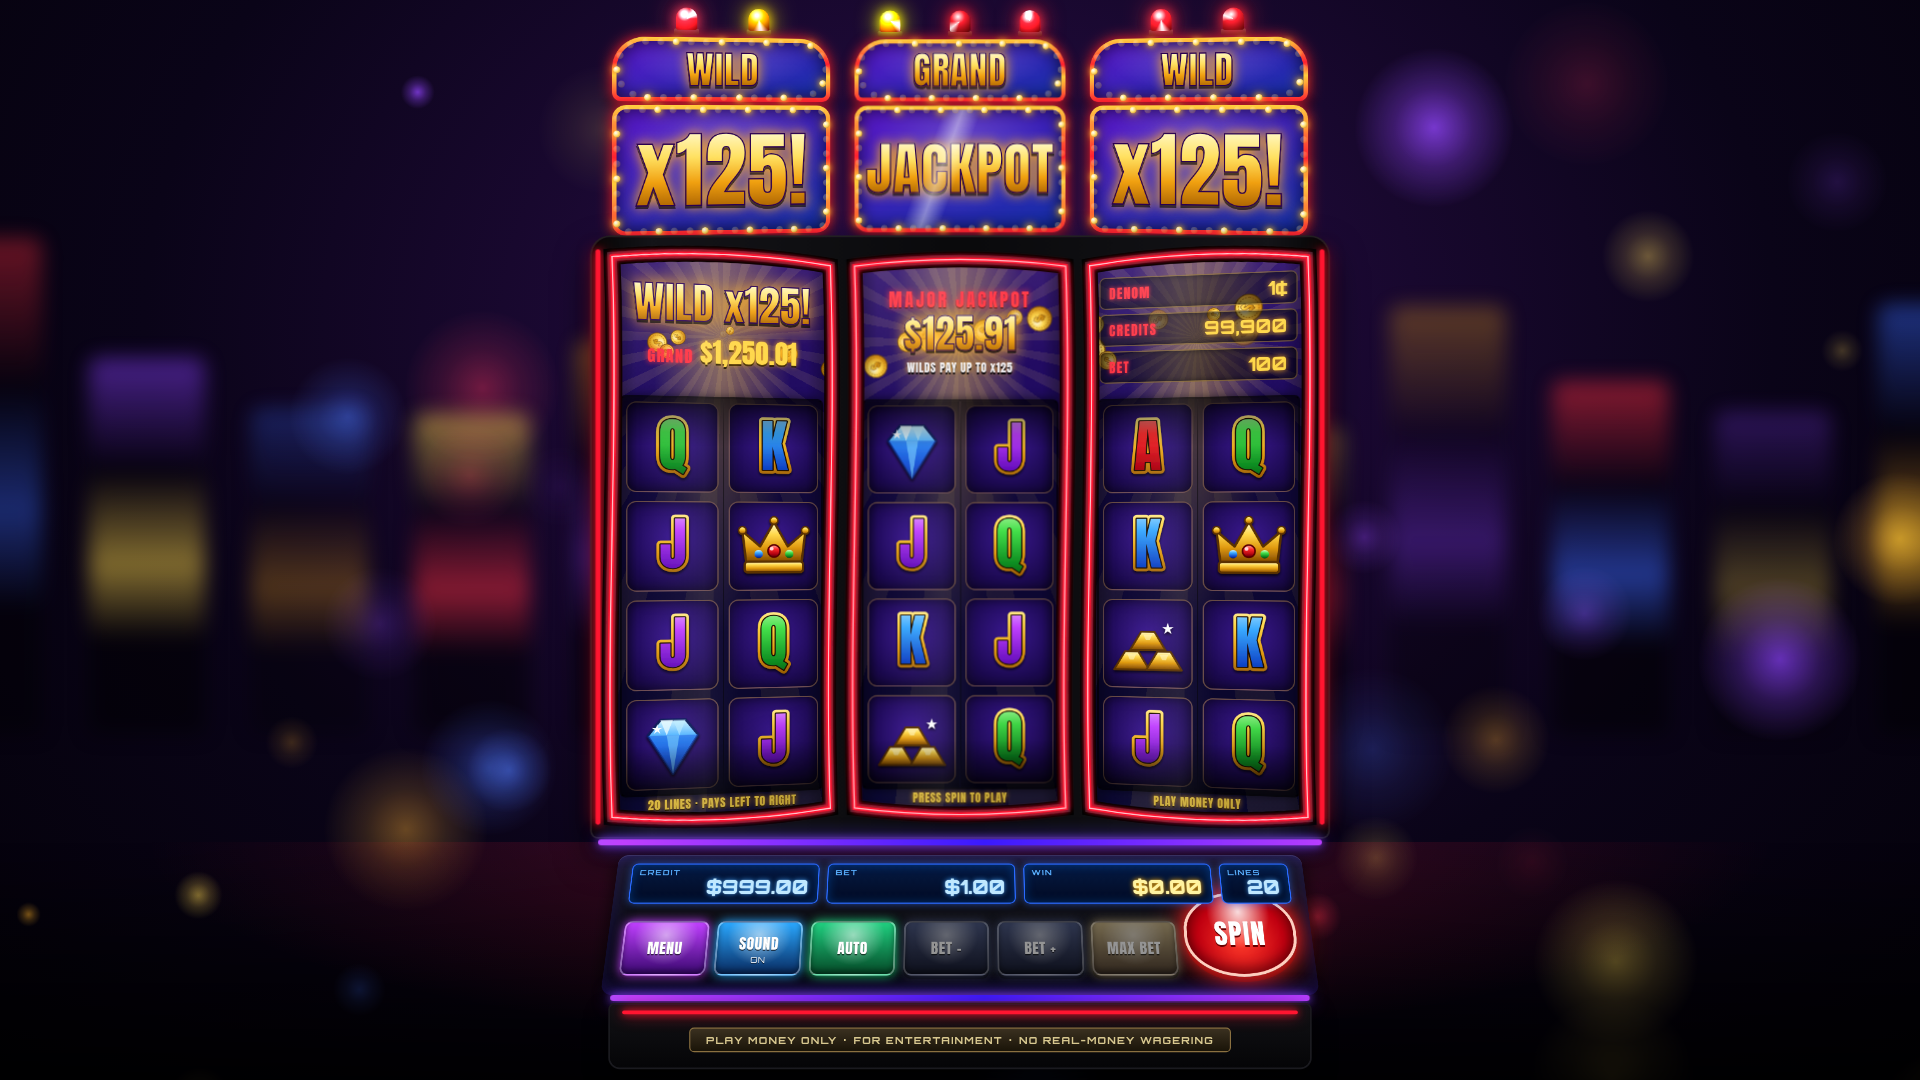 WILD
x125!
GRAND
JACKPOT
WILD
x125!
WILD x125!
GRAND $1,250.01
MAJOR JACKPOT
$125.91
WILDS PAY UP TO x125
DENOM 1¢
CREDITS 99,900
BET 100
Q K
J
J Q
J
J
J Q
K J
Q
A Q
K
K
J Q
20 LINES · PAYS LEFT TO RIGHT
PRESS SPIN TO PLAY
PLAY MONEY ONLY
CREDIT $999.00
BET $1.00
WIN $0.00
LINES 20
MENU
SOUND
ON
AUTO
BET -
BET +
MAX BET
SPIN
PLAY MONEY ONLY · FOR ENTERTAINMENT · NO REAL-MONEY WAGERING